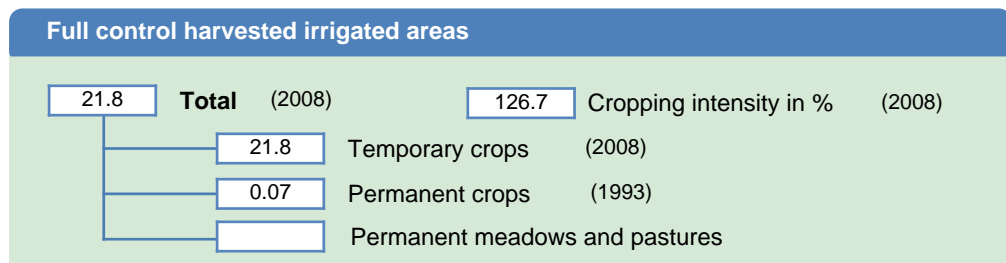 Full control harvested irrigated areas
21.8 Total (2008) 126.7 Cropping intensity in % (2008)
21.8 Temporary crops (2008)
0.07 Permanent crops (1993)
Permanent meadows and pastures